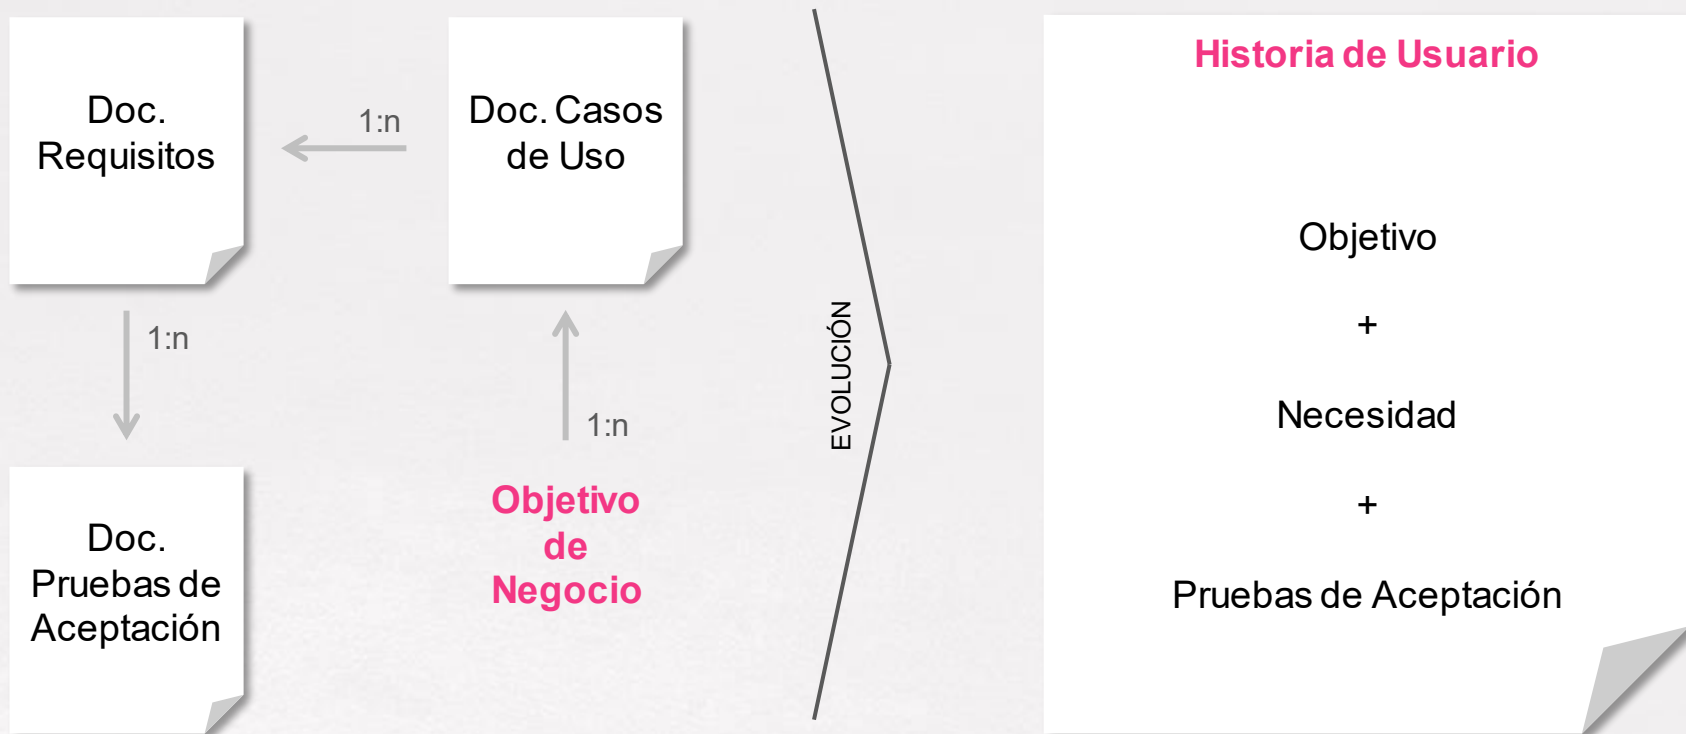 Doc.
Requisitos
1:n
Doc. Casos
de Uso
1:n
1:n
Doc.
Pruebas de
Aceptación
Objetivo
de
Negocio
EVOLUCIÓN
Historia de Usuario
Objetivo
+
Necesidad
+
Pruebas de Aceptación